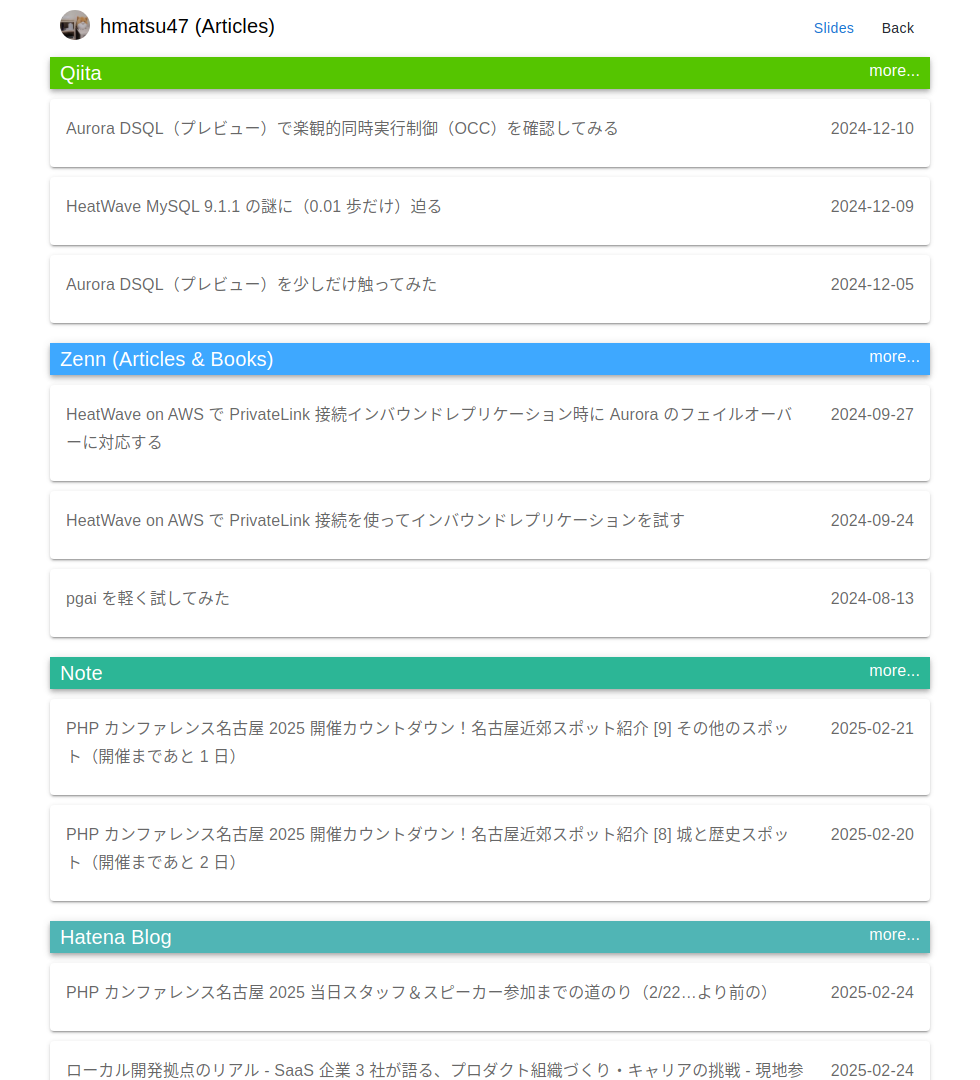 hmatsu47 (Articles)
Slides
Back
Qiita
more...
Aurora DSQL（プレビュー）で楽観的同時実行制御（OCC）を確認してみる
2024-12-10
HeatWave MySQL 9.1.1 の謎に（0.01 歩だけ）迫る
2024-12-09
Aurora DSQL（プレビュー）を少しだけ触ってみた
2024-12-05
Zenn (Articles & Books)
more...
HeatWave on AWS で PrivateLink 接続インバウンドレプリケーション時に Aurora のフェイルオーバ
2024-09-27
ーに対応する
HeatWave on AWS で PrivateLink 接続を使ってインバウンドレプリケーションを試す
2024-09-24
pgai を軽く試してみた
2024-08-13
Note
more...
PHP カンファレンス名古屋 2025 開催カウントダウン！名古屋近郊スポット紹介 [9] その他のスポッ
2025-02-21
ト（開催まであと 1 日）
PHP カンファレンス名古屋 2025 開催カウントダウン！名古屋近郊スポット紹介 [8] 城と歴史スポッ
2025-02-20
ト（開催まであと 2 日）
Hatena Blog
more...
PHP カンファレンス名古屋 2025 当日スタッフ＆スピーカー参加までの道のり（2/22…より前の）
2025-02-24
ローカル開発拠点のリアル - SaaS 企業 3 社が語る、プロダクト組織づくり・キャリアの挑戦 - 現地参
2025-02-24